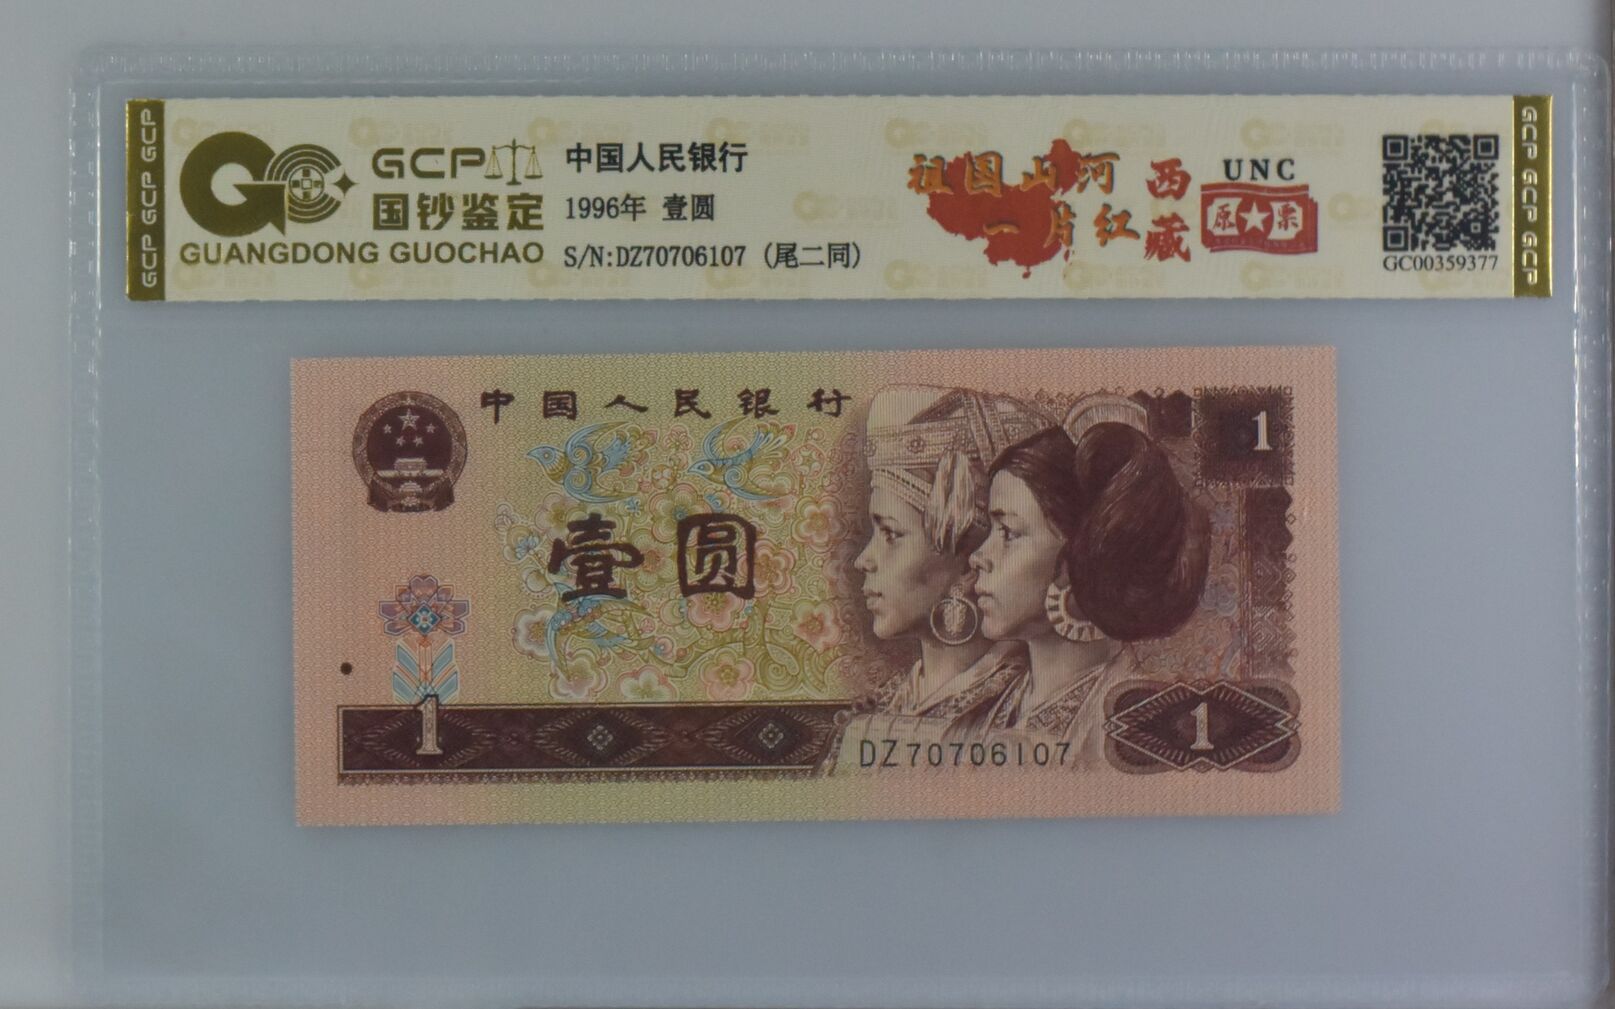 GCP GCP GCP
GCP
国钞鉴定
GUANGDONG GUOCHAO
中国人民银行
1996年 壹圆
S/N:DZ70706107 (尾二同)
祖国山河
一片红
西藏
UNC
原★票
GC00359377
GCP GCP GCP
中国人民银行
1
壹圆
1
DZ70706107
1